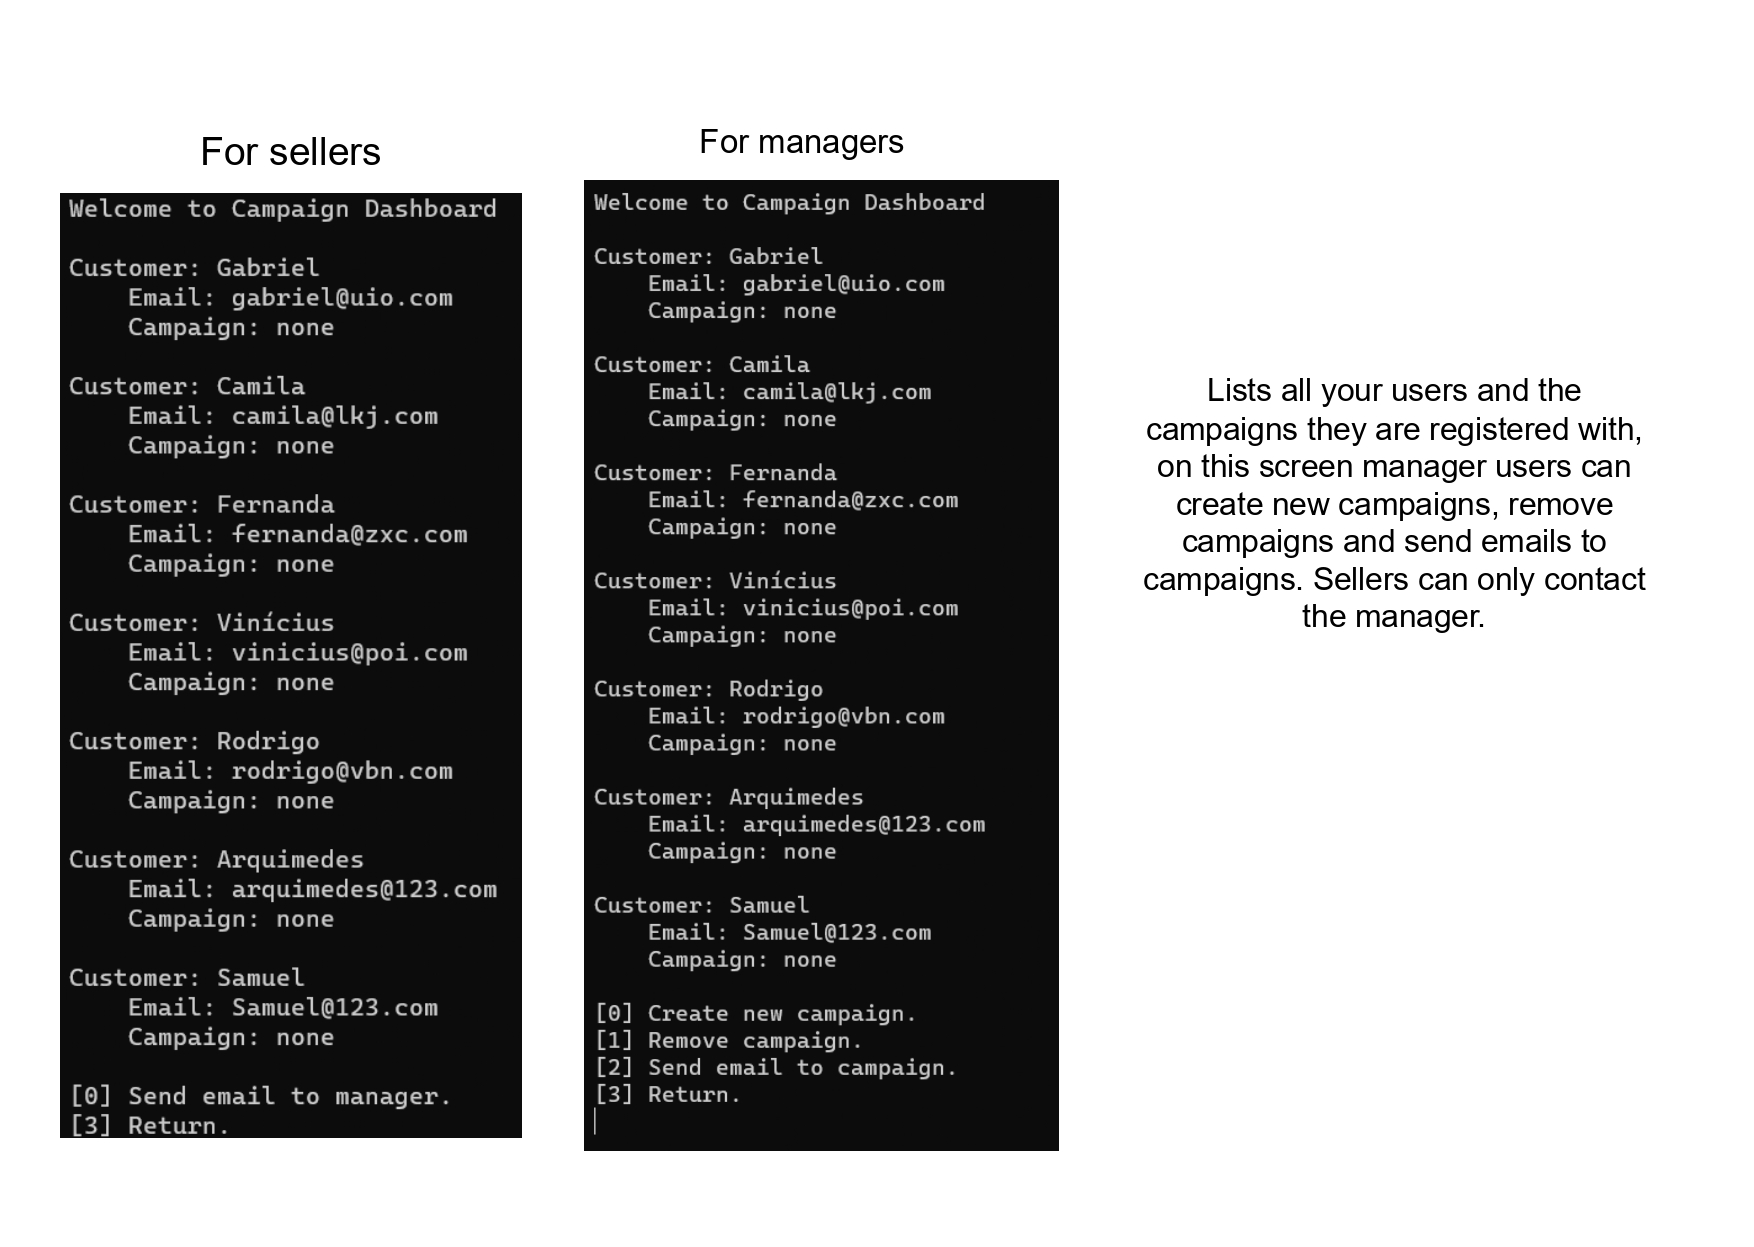 For sellers
Welcome to Campaign Dashboard
Customer: Gabriel
Email: gabriel@uio.com
Campaign: none
Customer: Camila
Email: camila@lkj.com
Campaign: none
Customer: Fernanda
Email: fernanda@zxc.com
Campaign: none
Customer: Vinícius
Email: vinicius@poi.com
Campaign: none
Customer: Rodrigo
Email: rodrigo@vbn.com
Campaign: none
Customer: Arquimedes
Email: arquimedes@123.com
Campaign: none
Customer: Samuel
Email: Samuel@123.com
Campaign: none
[0] Send email to manager.
[3] Return.
For managers
Welcome to Campaign Dashboard
Customer: Gabriel
Email: gabriel@uio.com
Campaign: none
Customer: Camila
Email: camila@lkj.com
Campaign: none
Customer: Fernanda
Email: fernanda@zxc.com
Campaign: none
Customer: Vinícius
Email: vinicius@poi.com
Campaign: none
Customer: Rodrigo
Email: rodrigo@vbn.com
Campaign: none
Customer: Arquimedes
Email: arquimedes@123.com
Campaign: none
Customer: Samuel
Email: Samuel@123.com
Campaign: none
[0] Create new campaign.
[1] Remove campaign.
[2] Send email to campaign.
[3] Return.
Lists all your users and the
campaigns they are registered with,
on this screen manager users can
create new campaigns, remove
campaigns and send emails to
campaigns. Sellers can only contact
the manager.